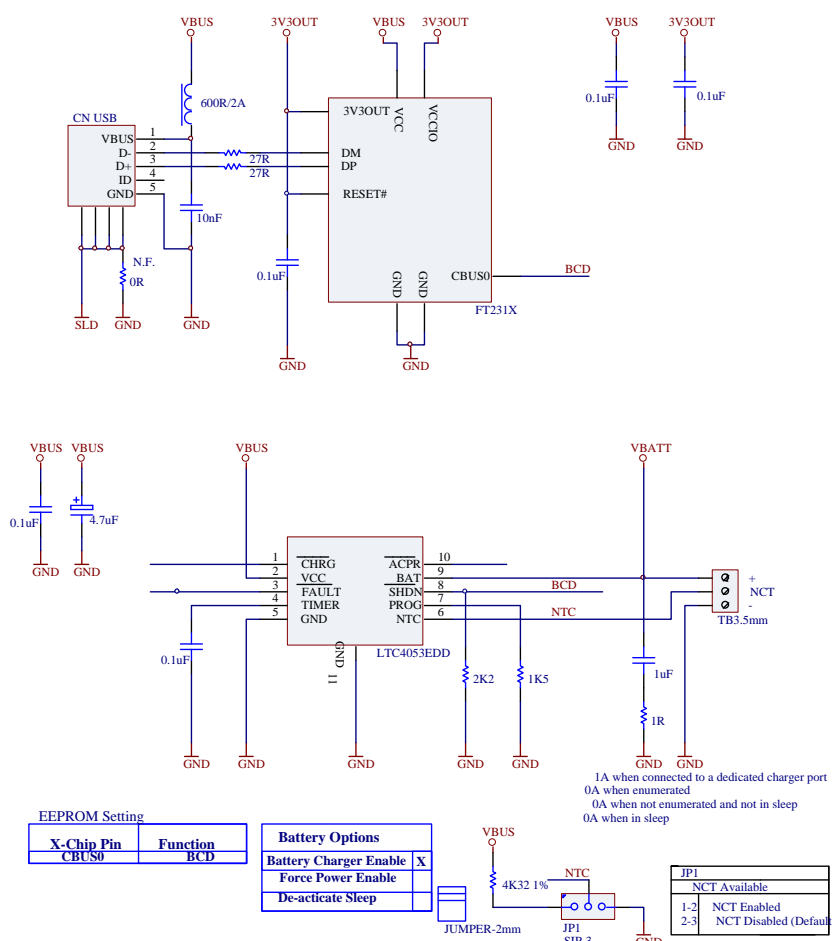 VBUS 3V3OUT VBUS 3V3OUT VBUS 3V3OUT
600R/2A
0.1uF 0.1uF
GND GND
CN USB
VBUS 1
D- 2
D+ 3
ID 4
GND 5
27R
27R
10nF
N.F.
0R
0.1uF
SLD GND GND GND
3V3OUT VCC VCCIO
DM
DP
RESET#
CBUS0 BCD
GND GND
FT231X
GND
VBUS VBUS VBUS VBATT
0.1uF 4.7uF
GND GND
1 CHRG ACPR 10
2 VCC BAT 9
3 FAULT SHDN 8 BCD
4 TIMER PROG 7
5 GND NTC 6 NTC
GND 11
LTC4053EDD
+
NCT
-
TB3.5mm
0.1uF 2K2 1K5 1uF
1R
GND GND GND GND GND GND GND
1A when connected to a dedicated charger port
0A when enumerated
0A when not enumerated and not in sleep
0A when in sleep
EEPROM Setting
X-Chip Pin Function
CBUS0 BCD
Battery Options
Battery Charger Enable X
Force Power Enable
De-acticate Sleep
JUMPER-2mm
VBUS
4K32 1%
NTC
JP1
SIP-3
GND
JP1
NCT Available
1-2 NCT Enabled
2-3 NCT Disabled (Default